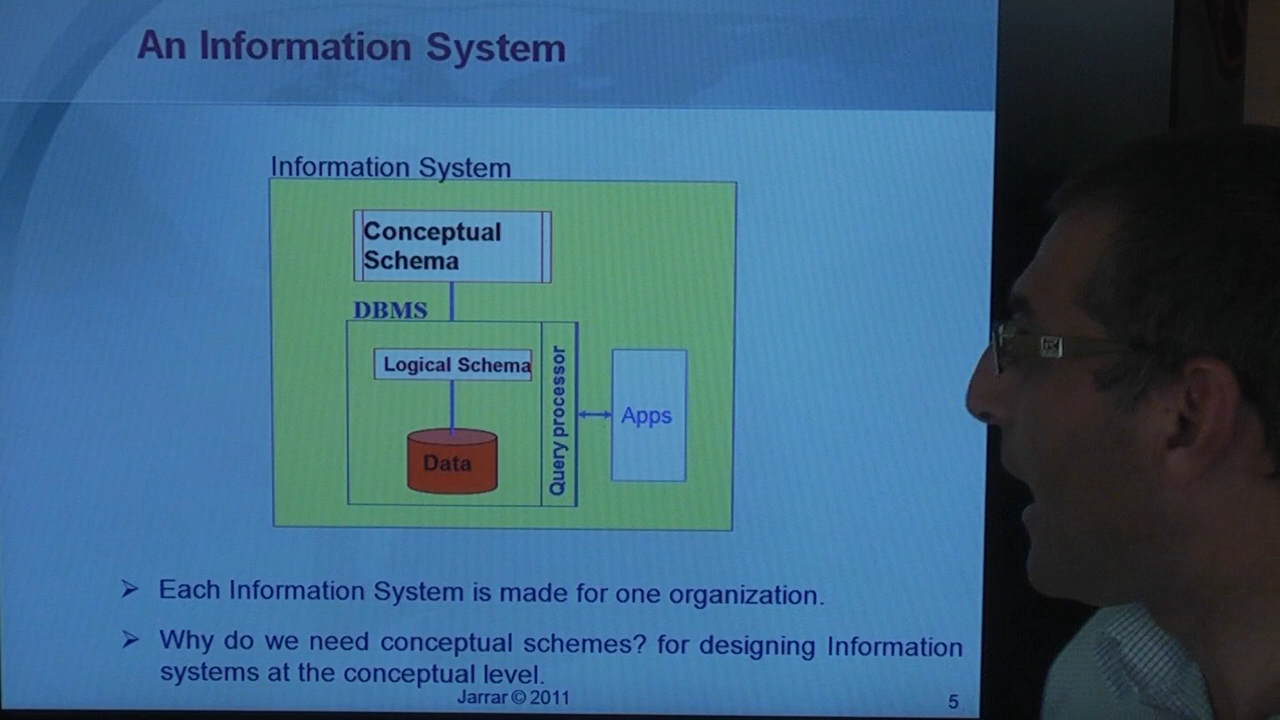 An Information System
Information System
Conceptual
Schema
DBMS
Logical Schema
Data
Query processor
Apps
Each Information System is made for one organization.
Why do we need conceptual schemes? for designing Information
systems at the conceptual level.
Jarrar © 2011
5